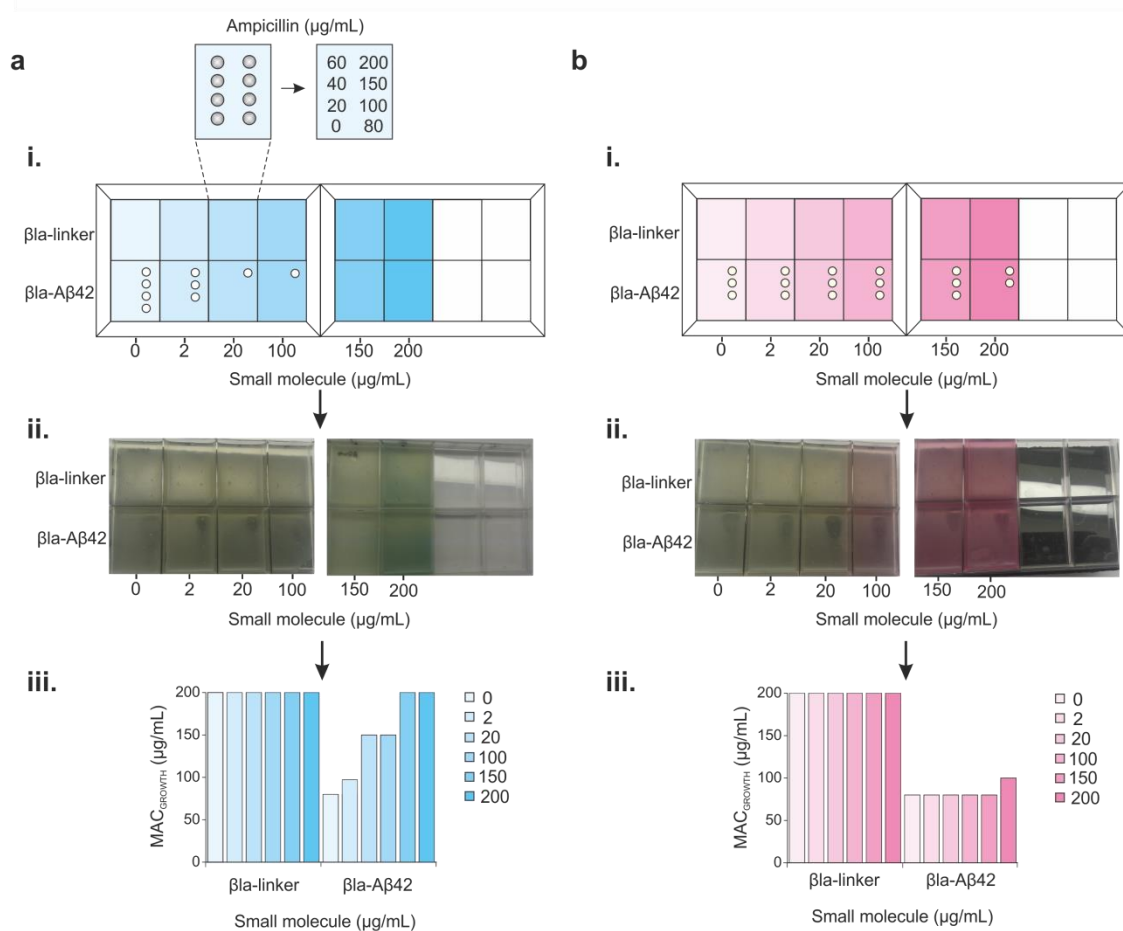 Ampicillin (µg/mL)
a
60 200
40 150
20 100
0 80
i.
βla-linker
βla-Aβ42
0 2 20 100 150 200
Small molecule (µg/mL)
ii.
βla-linker
βla-Aβ42
0 2 20 100 150 200
Small molecule (µg/mL)
iii.
MAC GROWTH (µg/mL)
200
150
100
50
0
βla-linker βla-Aβ42
Small molecule (µg/mL)
0
2
20
100
150
200
b
i.
βla-linker
βla-Aβ42
0 2 20 100 150 200
Small molecule (µg/mL)
ii.
βla-linker
βla-Aβ42
0 2 20 100 150 200
Small molecule (µg/mL)
iii.
MAC GROWTH (µg/mL)
200
150
100
50
0
βla-linker βla-Aβ42
Small molecule (µg/mL)
0
2
20
100
150
200